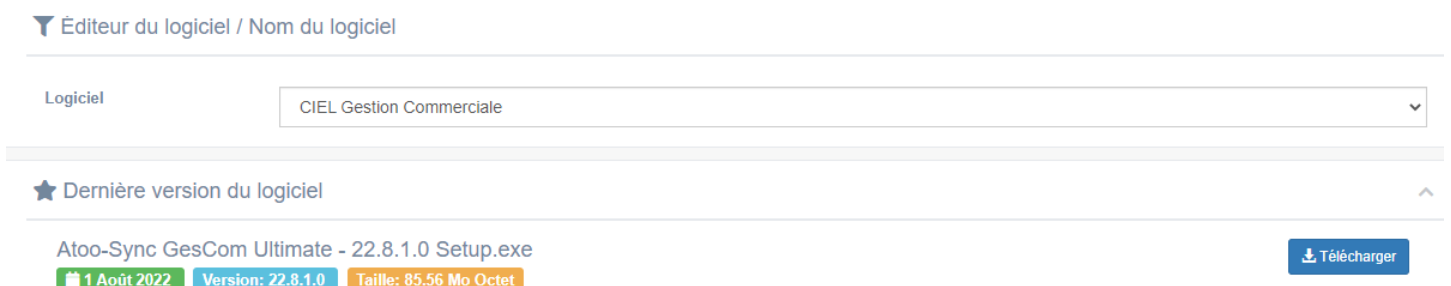 Éditeur du logiciel / Nom du logiciel
Logiciel
CIEL Gestion Commerciale
Dernière version du logiciel
Atoo-Sync GesCom Ultimate - 22.8.1.0 Setup.exe
Télécharger
1 Août 2022 Version: 22.8.1.0 Taille: 85.56 Mo Octet